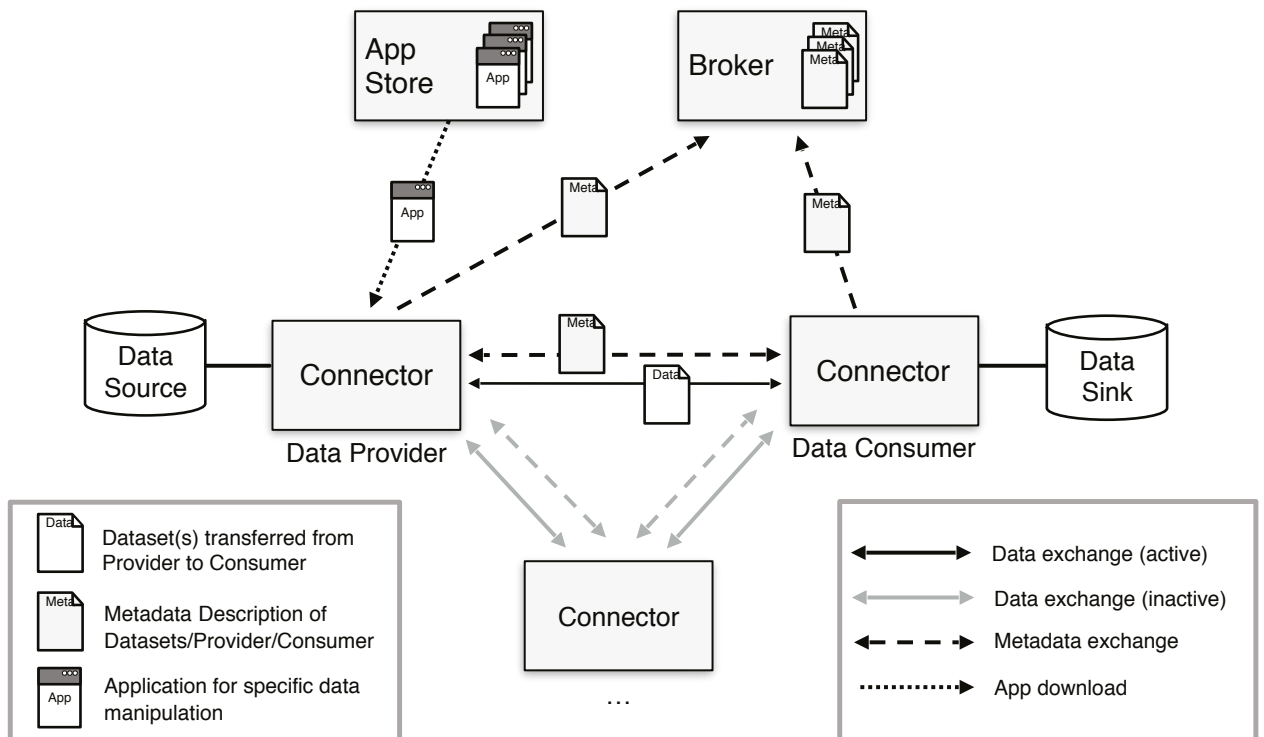 App
Store
App
Broker
Meta
Meta
Meta
App
Meta
Meta
Data
Source
Connector
Meta
Data
Connector
Data
Sink
Data Provider
Data Consumer
Connector
...
Data
Dataset(s) transferred from
Provider to Consumer
Meta
Metadata Description of
Datasets/Provider/Consumer
App
Application for specific data
manipulation
Data exchange (active)
Data exchange (inactive)
Metadata exchange
App download